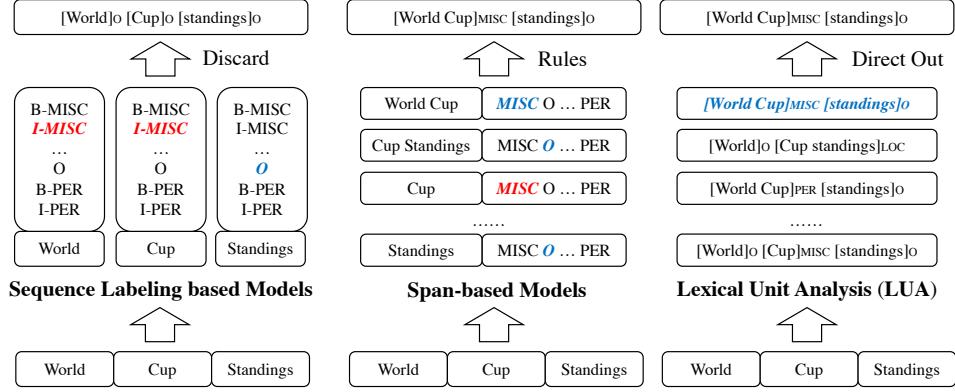 [World]O [Cup]O [standings]O
Discard
B-MISC
I-MISC
…
O
B-PER
I-PER
World
B-MISC
I-MISC
…
O
B-PER
I-PER
Cup
B-MISC
I-MISC
…
O
B-PER
I-PER
Standings
Sequence Labeling based Models
World Cup Standings
[World Cup]MISC [standings]O
Rules
World Cup MISC O … PER
Cup Standings MISC O … PER
Cup MISC O … PER
……
Standings MISC O … PER
Span-based Models
World Cup Standings
[World Cup]MISC [standings]O
Direct Out
[World Cup]MISC [standings]O
[World]O [Cup standings]LOC
[World Cup]PER [standings]O
……
[World]O [Cup]MISC [standings]O
Lexical Unit Analysis (LUA)
World Cup Standings